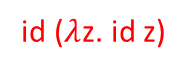 id (𝜆z. id z)